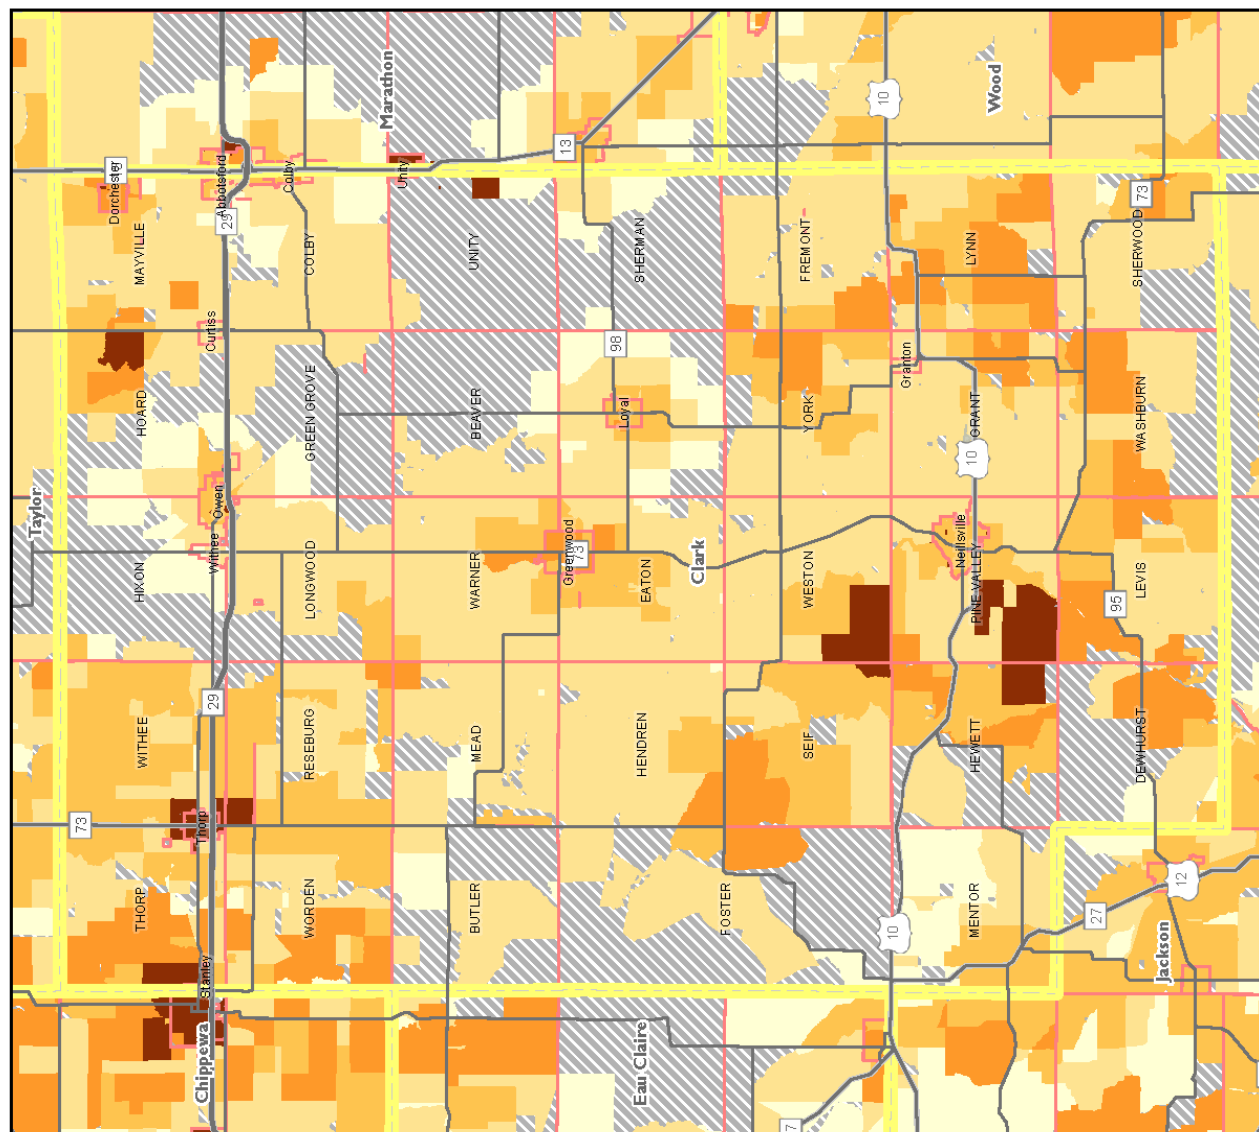 Taylor
Marathon
Wood
Clark
Chippewa
Eau Claire
Jackson
Dorchester
Abbotsford
Colby
Unity
Curtiss
Owen
Withee
Thorp
Stanley
Greenwood
Loyal
Granton
Neillsville
MAYVILLE
COLBY
UNITY
SHERMAN
FREMONT
LYNN
SHERWOOD
HOARD
GREEN GROVE
BEAVER
YORK
GRANT
WASHBURN
HIXON
LONGWOOD
WARNER
EATON
WESTON
PINE VALLEY
LEVIS
WITHEE
RESEBURG
MEAD
HENDREN
SEIF
HEWETT
DEWHURST
THORP
WORDEN
BUTLER
FOSTER
MENTOR
10
13
73
29
98
10
73
95
29
73
10
27
12
7